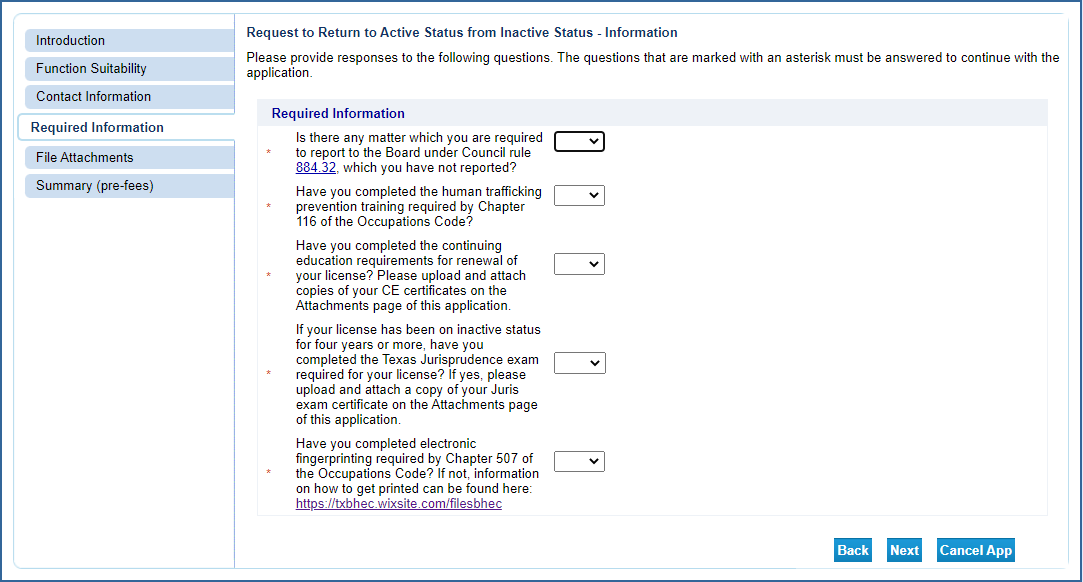 Introduction
Function Suitability
Contact Information
Required Information
File Attachments
Summary (pre-fees)
Request to Return to Active Status from Inactive Status - Information
Please provide responses to the following questions. The questions that are marked with an asterisk must be answered to continue with the
application.
Required Information
Is there any matter which you are required
* to report to the Board under Council rule
884.32, which you have not reported?
Have you completed the human trafficking
* prevention training required by Chapter
116 of the Occupations Code?
Have you completed the continuing
education requirements for renewal of
* your license? Please upload and attach
copies of your CE certificates on the
Attachments page of this application.
If your license has been on inactive status
for four years or more, have you
completed the Texas Jurisprudence exam
* required for your license? If yes, please
upload and attach a copy of your Juris
exam certificate on the Attachments page
of this application.
Have you completed electronic
fingerprinting required by Chapter 507 of
* the Occupations Code? If not, information
on how to get printed can be found here:
https://txbhec.wixsite.com/filesbhec
Back Next Cancel App